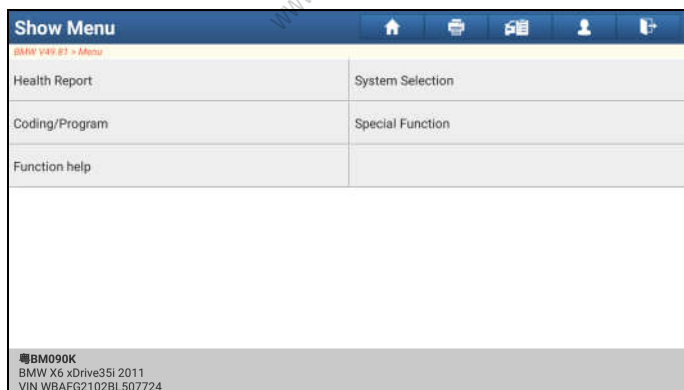 Show Menu
BMW V49.81 > Menu
Health Report
System Selection
Coding/Program
Special Function
Function help
粤BM090K
BMW X6 xDrive35i 2011
VIN WBAFG2102BL507724